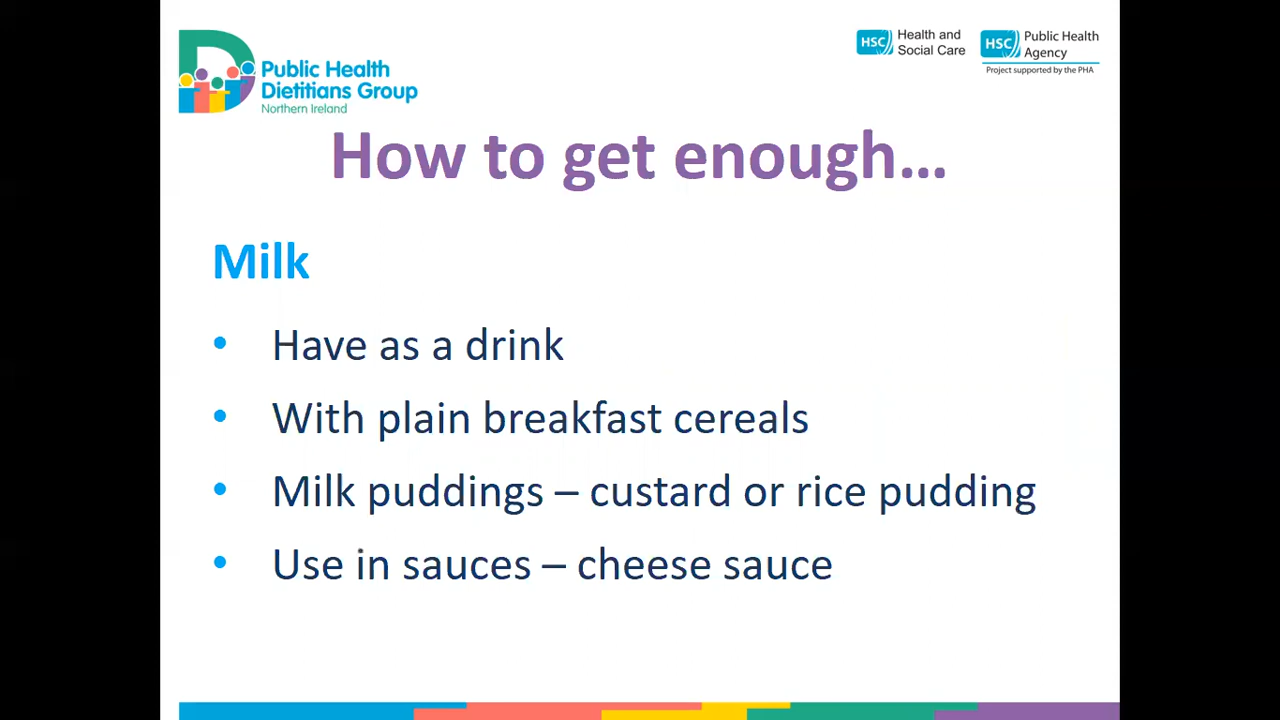 Public Health
Dietitians Group
Northern Ireland
HSC Health and
Social Care
HSC Public Health
Agency
Project supported by the PHA
How to get enough...
Milk
• Have as a drink
• With plain breakfast cereals
• Milk puddings – custard or rice pudding
• Use in sauces – cheese sauce